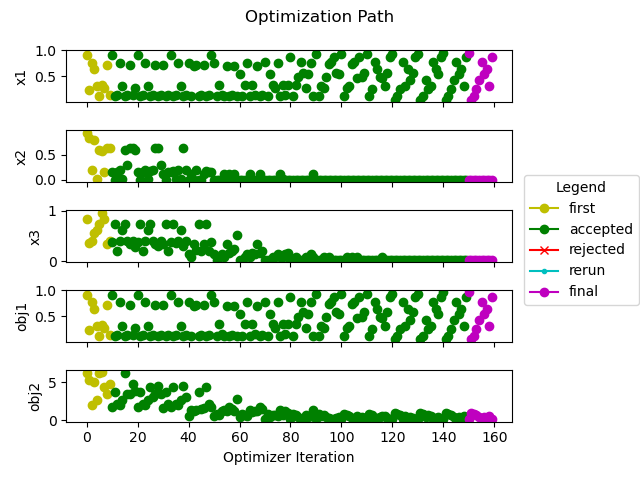 Optimization Path
1.0
0.5
x1
0.5
0.0
x2
1
0
x3
1.0
0.5
obj1
5
0
obj2
0 20 40 60 80 100 120 140 160
Optimizer Iteration
Legend
first
accepted
rejected
rerun
final